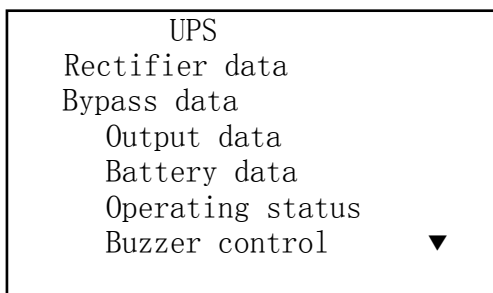 UPS
Rectifier data
Bypass data
Output data
Battery data
Operating status
Buzzer control ▼